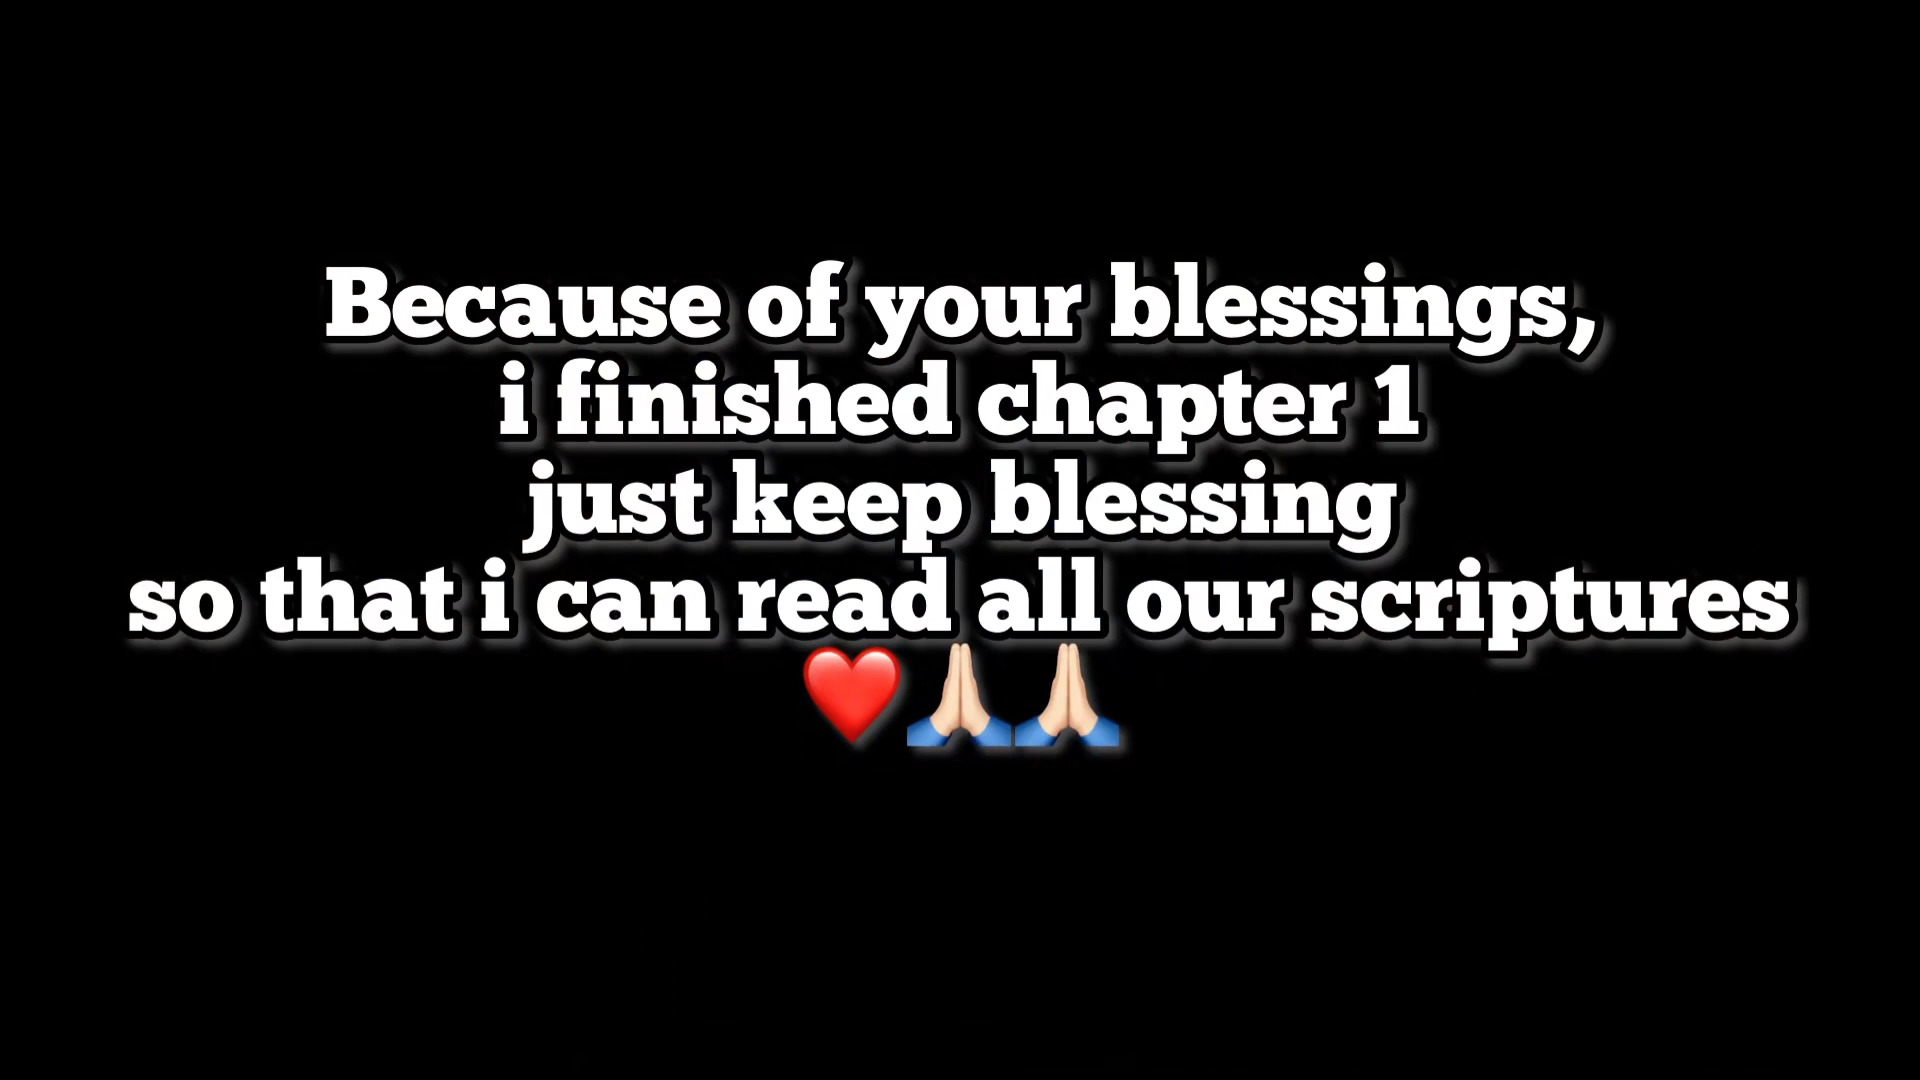 Because of your blessings,
i finished chapter 1
just keep blessing
so that i can read all our scriptures
❤️🙏🏻🙏🏻